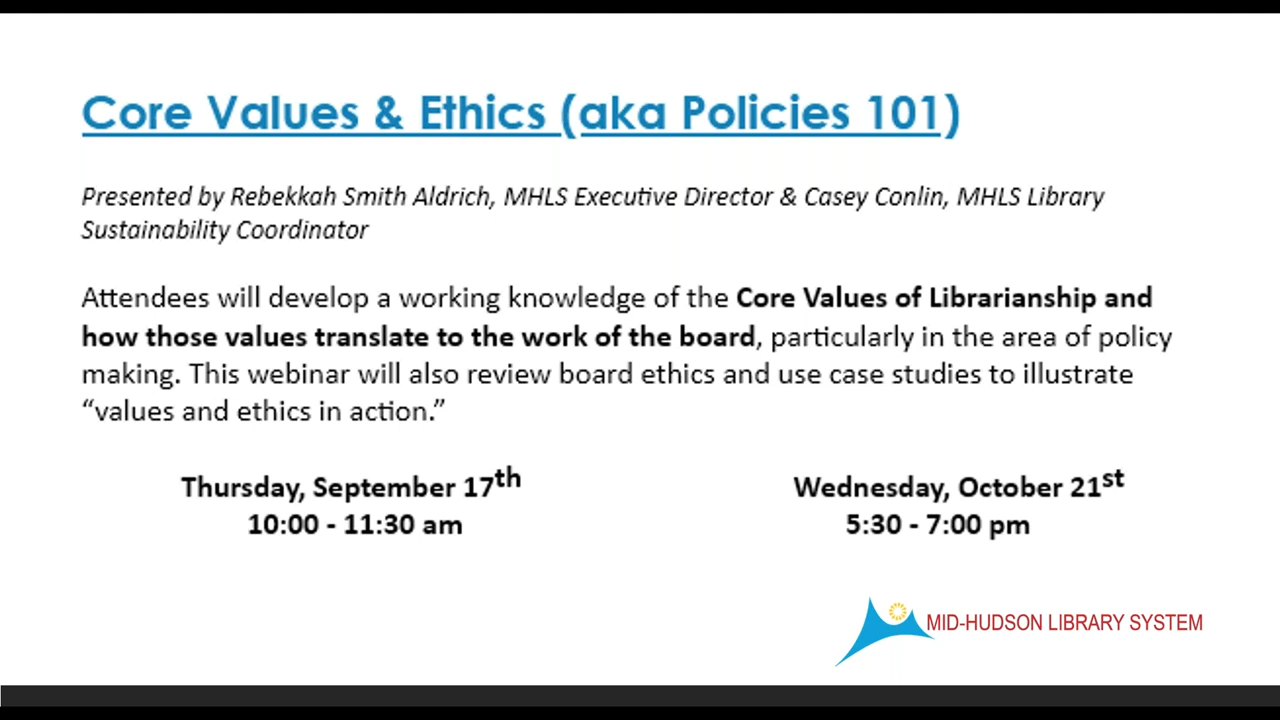 Core Values & Ethics (aka Policies 101)
Presented by Rebekkah Smith Aldrich, MHLS Executive Director & Casey Conlin, MHLS Library
Sustainability Coordinator
Attendees will develop a working knowledge of the Core Values of Librarianship and
how those values translate to the work of the board, particularly in the area of policy
making. This webinar will also review board ethics and use case studies to illustrate
“values and ethics in action.”
Thursday, September 17th
10:00 - 11:30 am
Wednesday, October 21st
5:30 - 7:00 pm
MID-HUDSON LIBRARY SYSTEM